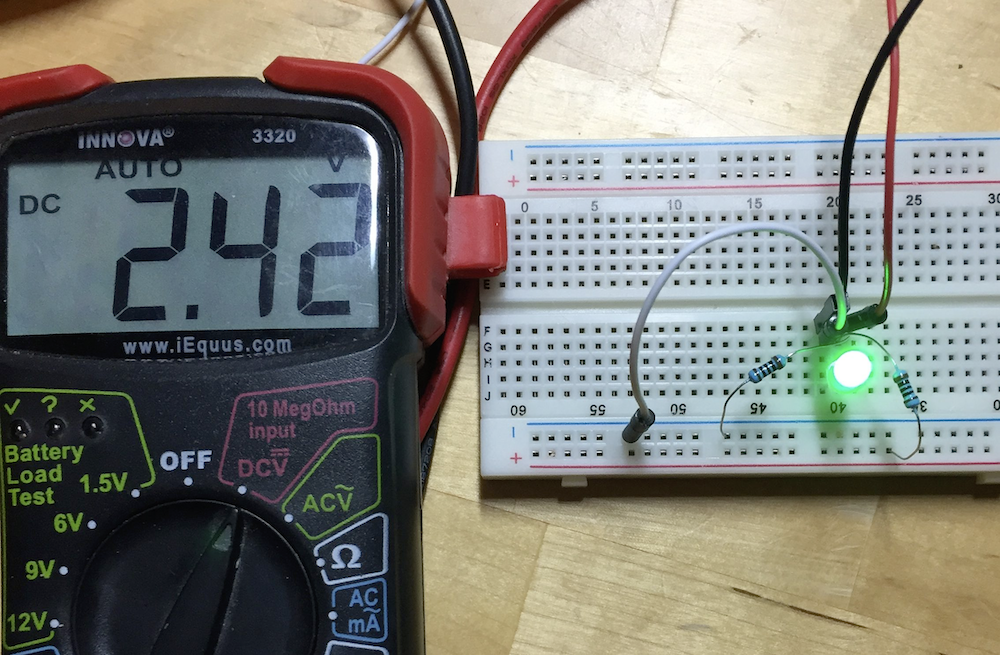 INNOVA® 3320
AUTO V
DC 2.42
www.iEquus.com
✓ ? ✕
Battery
Load
Test
1.5V
6V
9V
12V
OFF
10 MegOhm
input
DCV
ACV
Ω
AC
mA
I
+
0 5 10 15 20 25 30
E
F
G
H
I
J
60 55 50 45 40 0
I
+